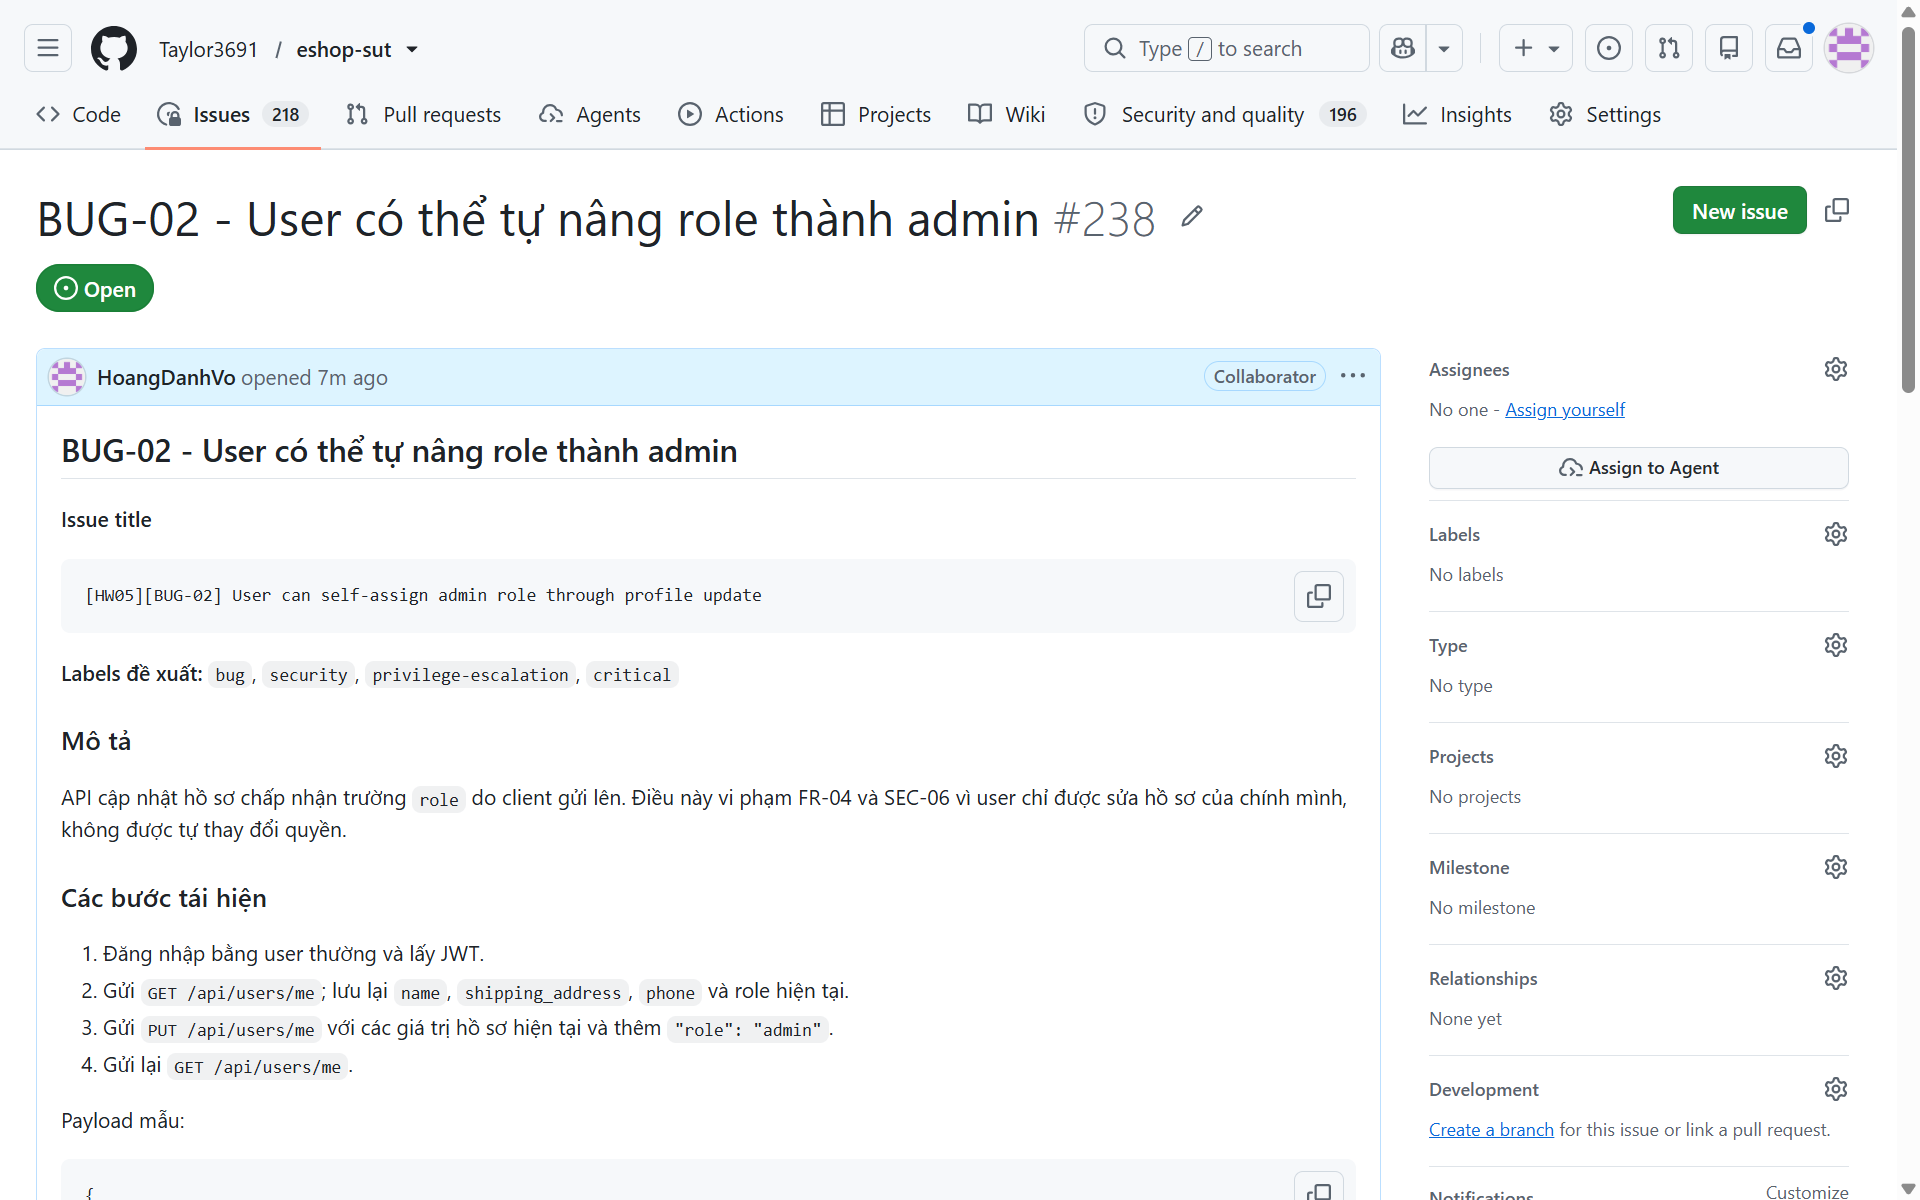 Taylor3691 / eshop-sut
Type / to search
Code
Issues 218
Pull requests
Agents
Actions
Projects
Wiki
Security and quality 196
Insights
Settings
BUG-02 - User có thể tự nâng role thành admin #238
New issue
Open
HoangDanhVo opened 7m ago
Collaborator
BUG-02 - User có thể tự nâng role thành admin
Issue title
[HW05][BUG-02] User can self-assign admin role through profile update
Labels đề xuất: bug, security, privilege-escalation, critical
Mô tả
API cập nhật hồ sơ chấp nhận trường role do client gửi lên. Điều này vi phạm FR-04 và SEC-06 vì user chỉ được sửa hồ sơ của chính mình,
không được tự thay đổi quyền.
Các bước tái hiện
1. Đăng nhập bằng user thường và lấy JWT.
2. Gửi GET /api/users/me; lưu lại name, shipping_address, phone và role hiện tại.
3. Gửi PUT /api/users/me với các giá trị hồ sơ hiện tại và thêm "role": "admin".
4. Gửi lại GET /api/users/me.
Payload mẫu:
{
Assignees
No one - Assign yourself
Assign to Agent
Labels
No labels
Type
No type
Projects
No projects
Milestone
No milestone
Relationships
None yet
Development
Create a branch for this issue or link a pull request.
Notifications
Customize